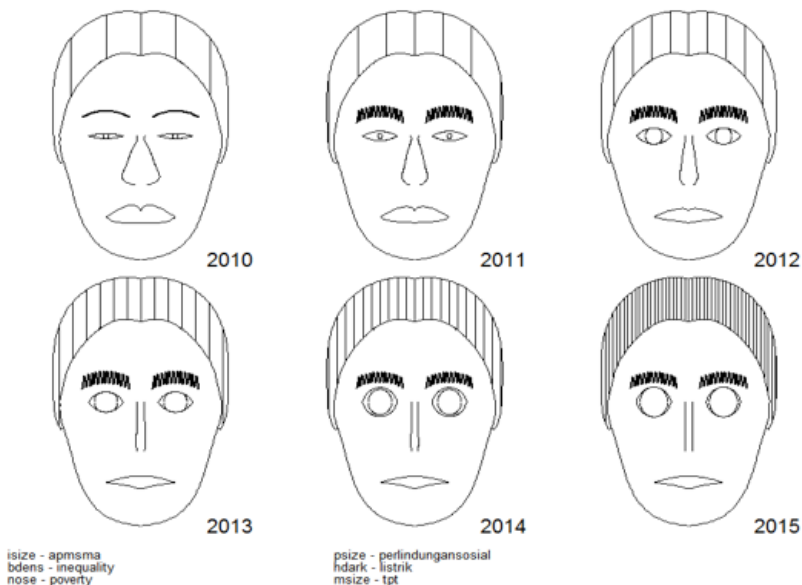 2010
2011
2012
2013
2014
2015
isize - apmsma
bdens - inequality
nose - poverty
psize - perlindungansosial
hdark - listrik
msize - tpt